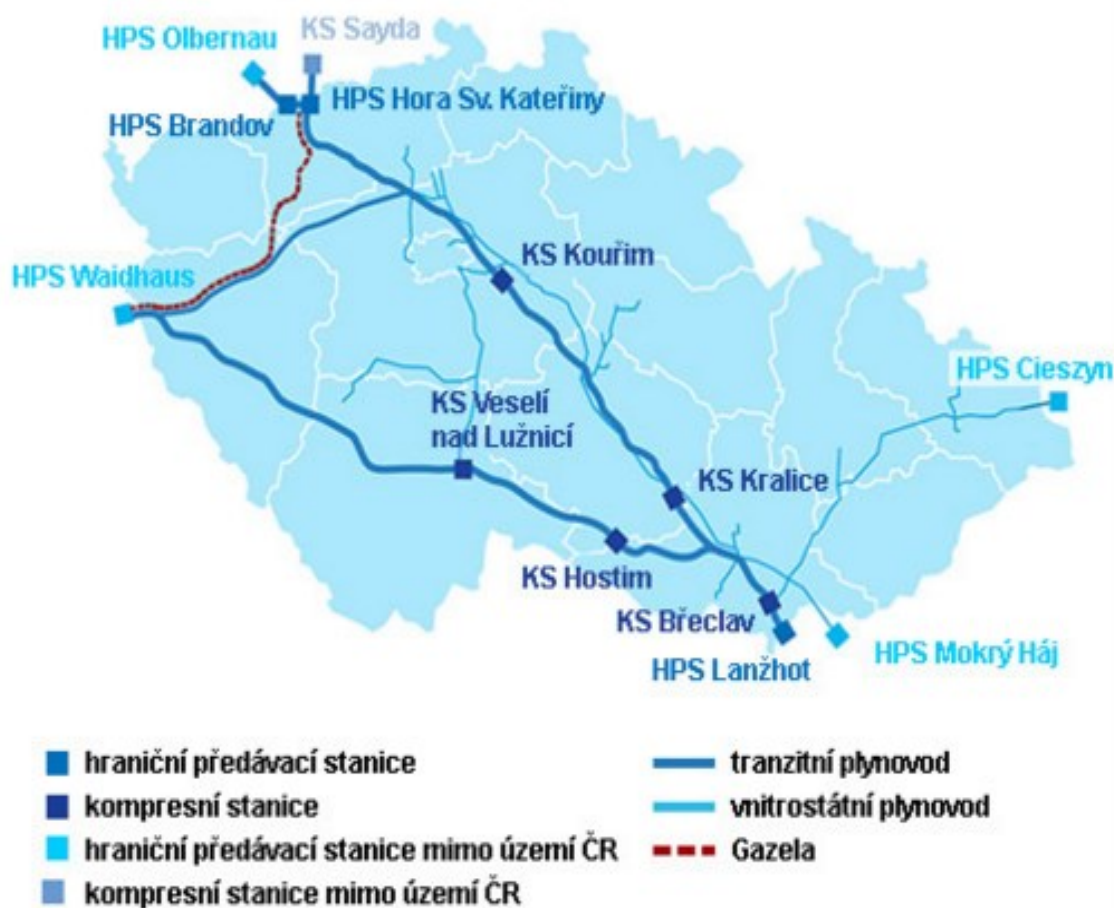 KS Sayda
HPS Olbernau
HPS Hora Sv. Kateřiny
HPS Brandov
KS Kouřim
HPS Waidhaus
HPS Cieszyn
KS Veselí
nad Lužnicí
KS Kralice
KS Hostim
KS Břeclav
HPS Mokrý Háj
HPS Lanžhot
hraniční předávací stanice
kompresní stanice
hraniční předávací stanice mimo území ČR
kompresní stanice mimo území ČR
tranzitní plynovod
vnitrostátní plynovod
Gazela